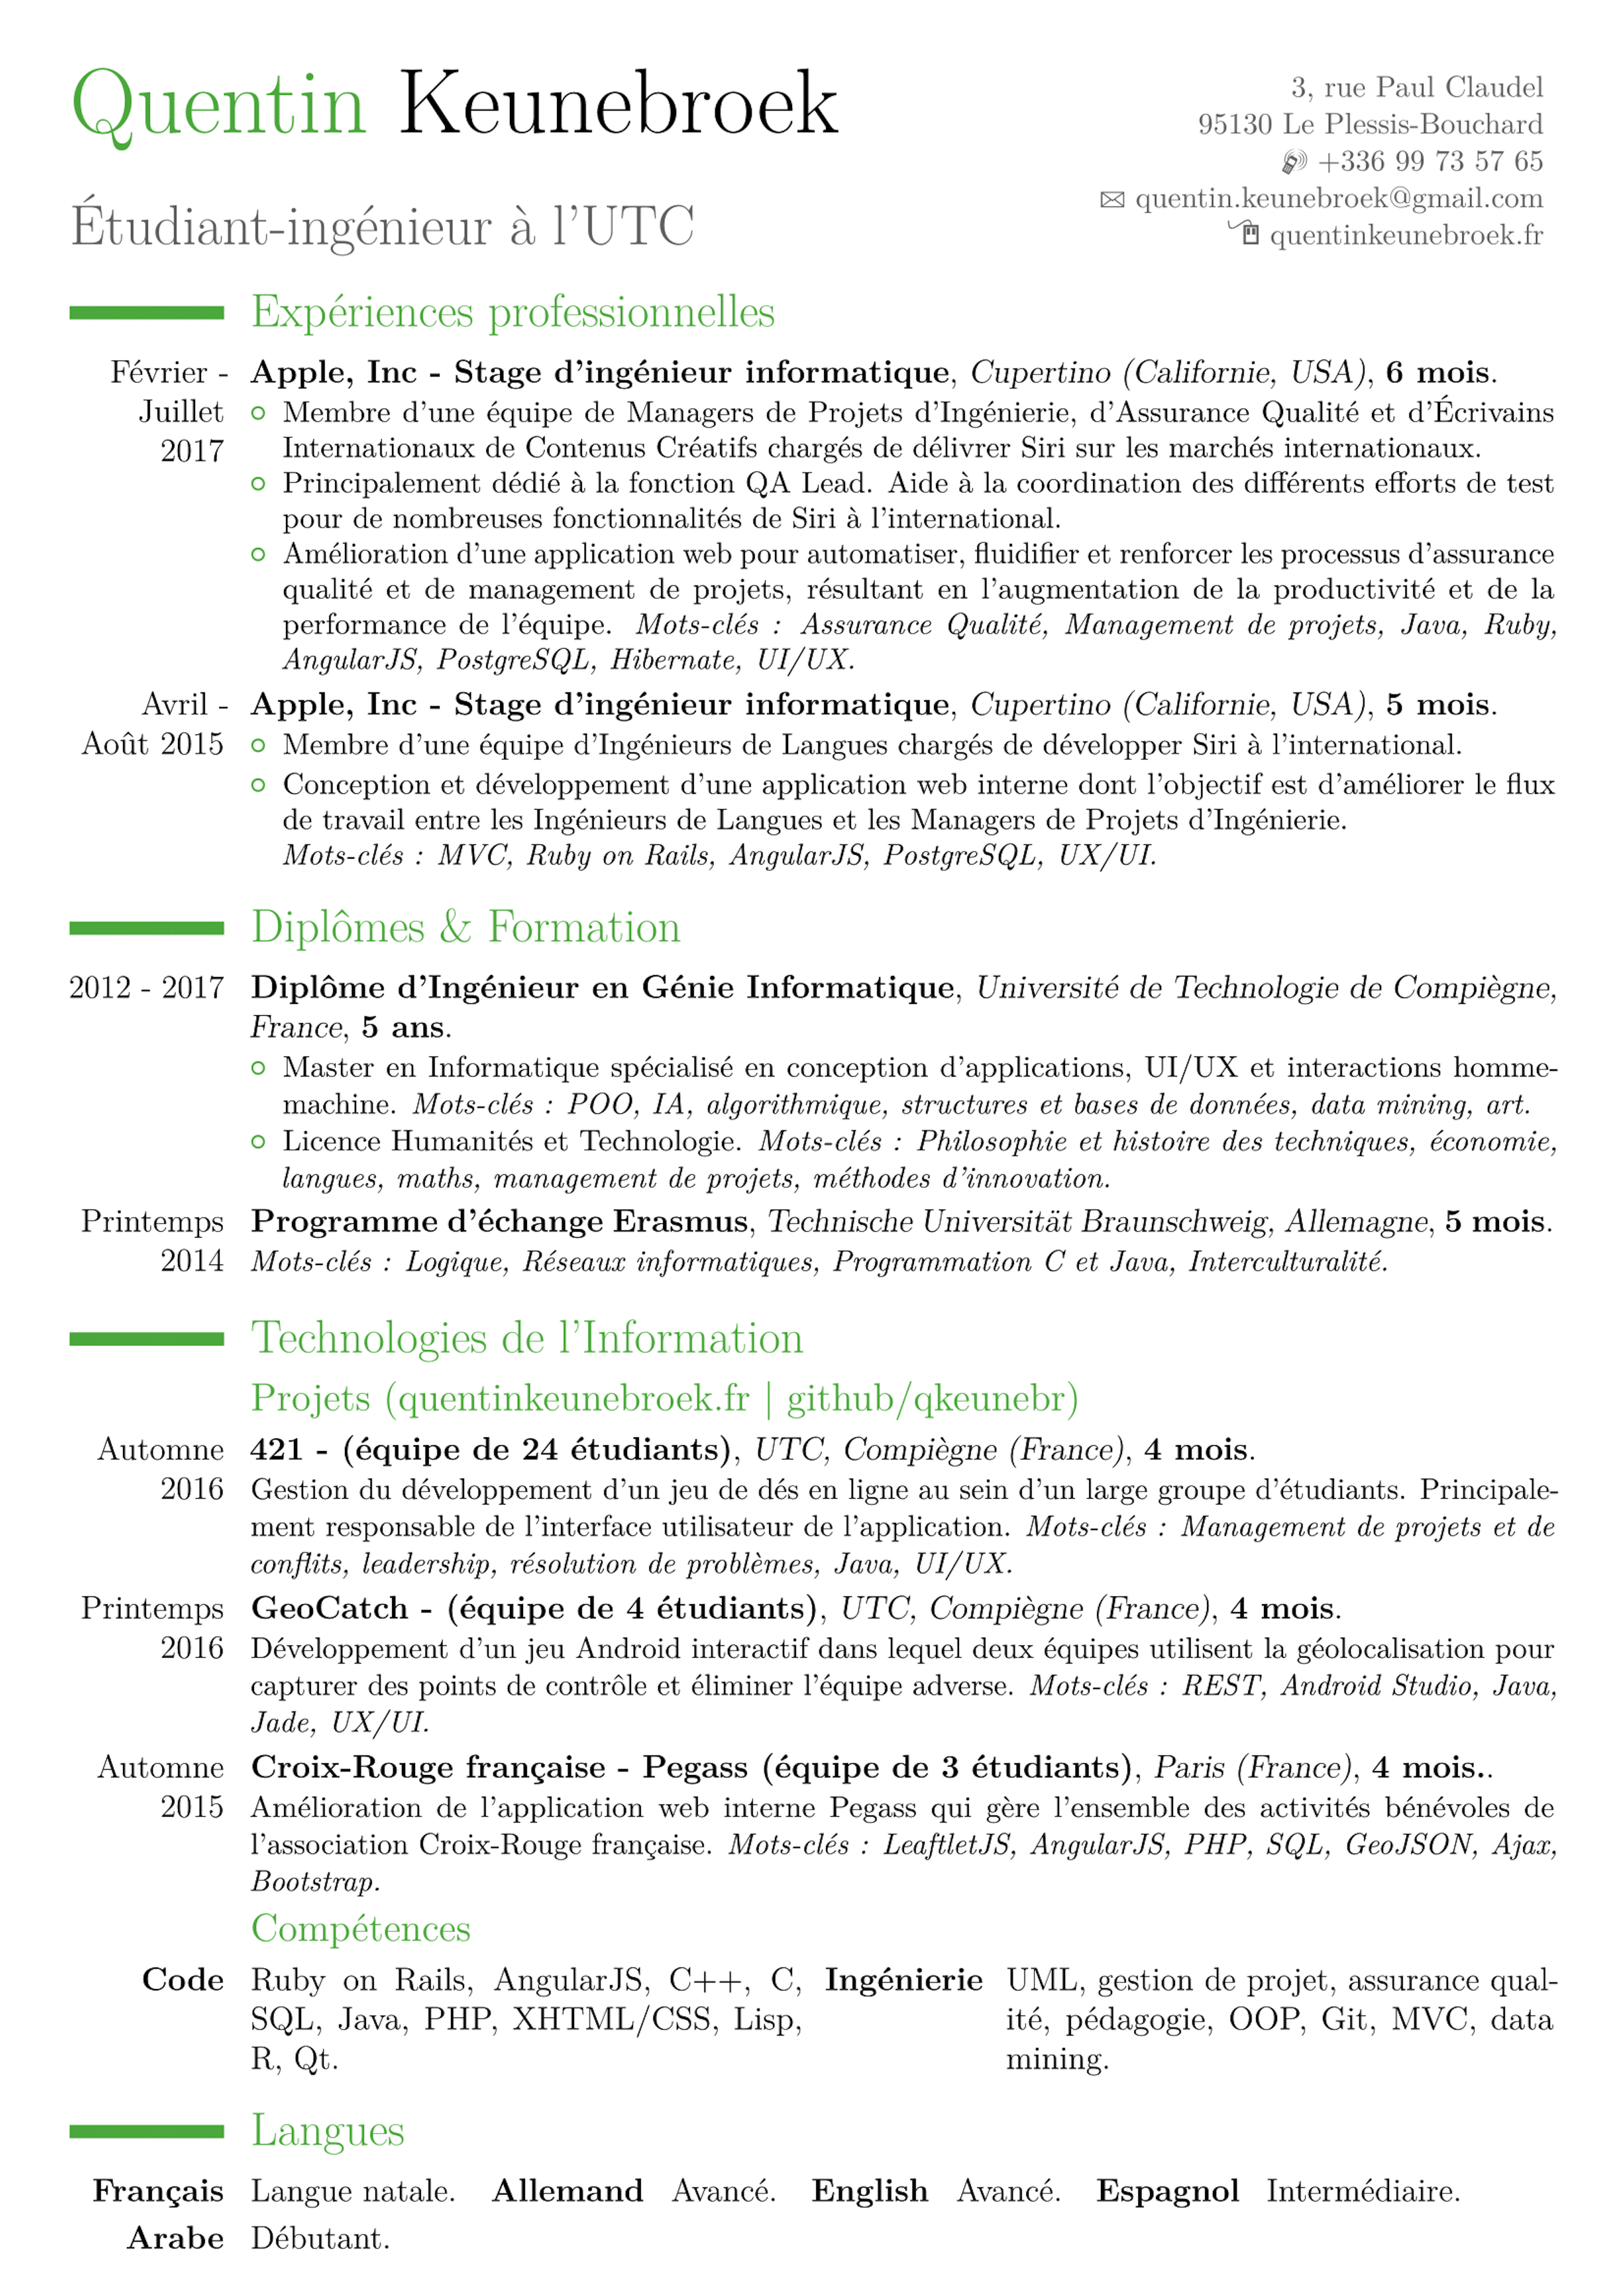 Quentin Keunebroek
Étudiant-ingénieur à l'UTC
3, rue Paul Claudel
95130 Le Plessis-Bouchard
+336 99 73 57 65
quentin.keunebroek@gmail.com
quentinkeunebroek.fr
Expériences professionnelles
Février - Juillet 2017
Apple, Inc - Stage d'ingénieur informatique, Cupertino (Californie, USA), 6 mois.
Membre d'une équipe de Managers de Projets d'Ingénierie, d'Assurance Qualité et d'Écrivains
Internationaux de Contenus Créatifs chargés de délivrer Siri sur les marchés internationaux.
Principalement dédié à la fonction QA Lead. Aide à la coordination des différents efforts de test
pour de nombreuses fonctionnalités de Siri à l'international.
Amélioration d'une application web pour automatiser, fluidifier et renforcer les processus d'assurance
qualité et de management de projets, résultant en l'augmentation de la productivité et de la
performance de l'équipe. Mots-clés : Assurance Qualité, Management de projets, Java, Ruby,
AngularJS, PostgreSQL, Hibernate, UI/UX.
Avril - Août 2015
Apple, Inc - Stage d'ingénieur informatique, Cupertino (Californie, USA), 5 mois.
Membre d'une équipe d'Ingénieurs de Langues chargés de développer Siri à l'international.
Conception et développement d'une application web interne dont l'objectif est d'améliorer le flux
de travail entre les Ingénieurs de Langues et les Managers de Projets d'Ingénierie.
Mots-clés : MVC, Ruby on Rails, AngularJS, PostgreSQL, UX/UI.
Diplômes & Formation
2012 - 2017
Diplôme d'Ingénieur en Génie Informatique, Université de Technologie de Compiègne,
France, 5 ans.
Master en Informatique spécialisé en conception d'applications, UI/UX et interactions homme-
machine. Mots-clés : POO, IA, algorithmique, structures et bases de données, data mining, art.
Licence Humanités et Technologie. Mots-clés : Philosophie et histoire des techniques, économie,
langues, maths, management de projets, méthodes d'innovation.
Printemps 2014
Programme d'échange Erasmus, Technische Universität Braunschweig, Allemagne, 5 mois.
Mots-clés : Logique, Réseaux informatiques, Programmation C et Java, Interculturalité.
Technologies de l'Information
Projets (quentinkeunebroek.fr | github/qkeunebr)
Automne 2016
421 - (équipe de 24 étudiants), UTC, Compiègne (France), 4 mois.
Gestion du développement d'un jeu de dés en ligne au sein d'un large groupe d'étudiants. Principale-
ment responsable de l'interface utilisateur de l'application. Mots-clés : Management de projets et de
conflits, leadership, résolution de problèmes, Java, UI/UX.
Printemps 2016
GeoCatch - (équipe de 4 étudiants), UTC, Compiègne (France), 4 mois.
Développement d'un jeu Android interactif dans lequel deux équipes utilisent la géolocalisation pour
capturer des points de contrôle et éliminer l'équipe adverse. Mots-clés : REST, Android Studio, Java,
Jade, UX/UI.
Automne 2015
Croix-Rouge française - Pegass (équipe de 3 étudiants), Paris (France), 4 mois..
Amélioration de l'application web interne Pegass qui gère l'ensemble des activités bénévoles de
l'association Croix-Rouge française. Mots-clés : LeaftletJS, AngularJS, PHP, SQL, GeoJSON, Ajax,
Bootstrap.
Compétences
Code
Ruby on Rails, AngularJS, C++, C,
SQL, Java, PHP, XHTML/CSS, Lisp,
R, Qt.
Ingénierie
UML, gestion de projet, assurance qual-
ité, pédagogie, OOP, Git, MVC, data
mining.
Langues
Français Langue natale. Allemand Avancé. English Avancé. Espagnol Intermédiaire.
Arabe Débutant.